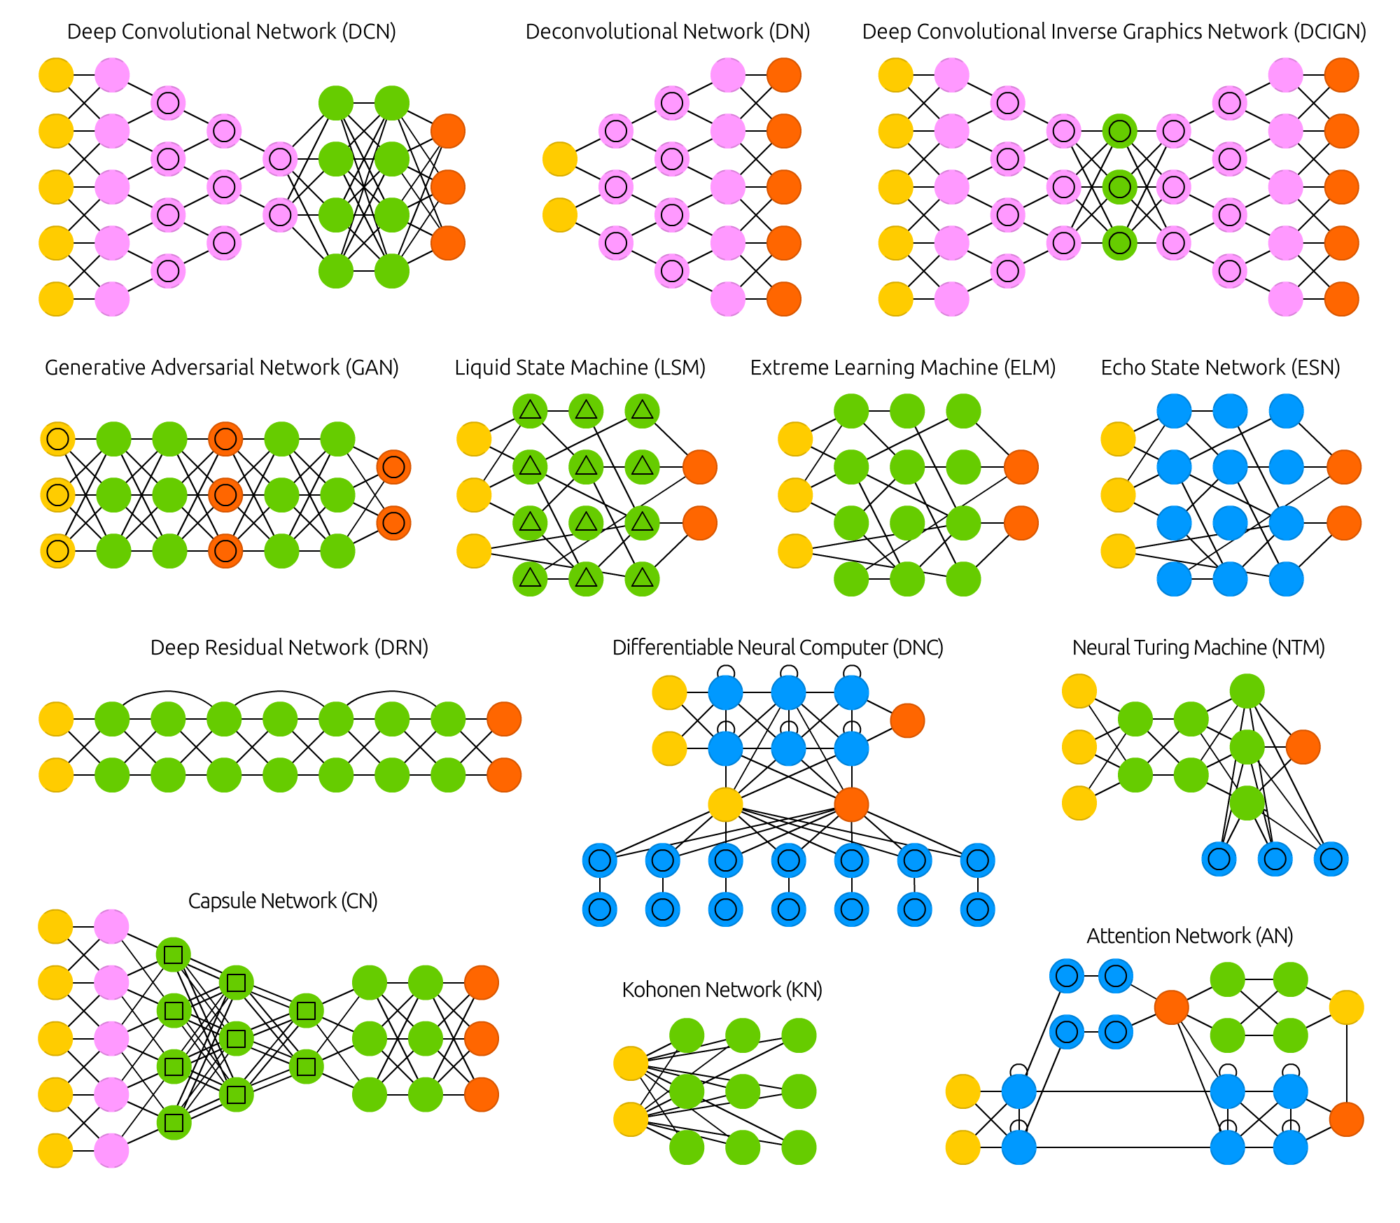 Deep Convolutional Network (DCN)
Deconvolutional Network (DN)
Deep Convolutional Inverse Graphics Network (DCIGN)
Generative Adversarial Network (GAN)
Liquid State Machine (LSM)
Extreme Learning Machine (ELM)
Echo State Network (ESN)
Deep Residual Network (DRN)
Differentiable Neural Computer (DNC)
Neural Turing Machine (NTM)
Capsule Network (CN)
Kohonen Network (KN)
Attention Network (AN)